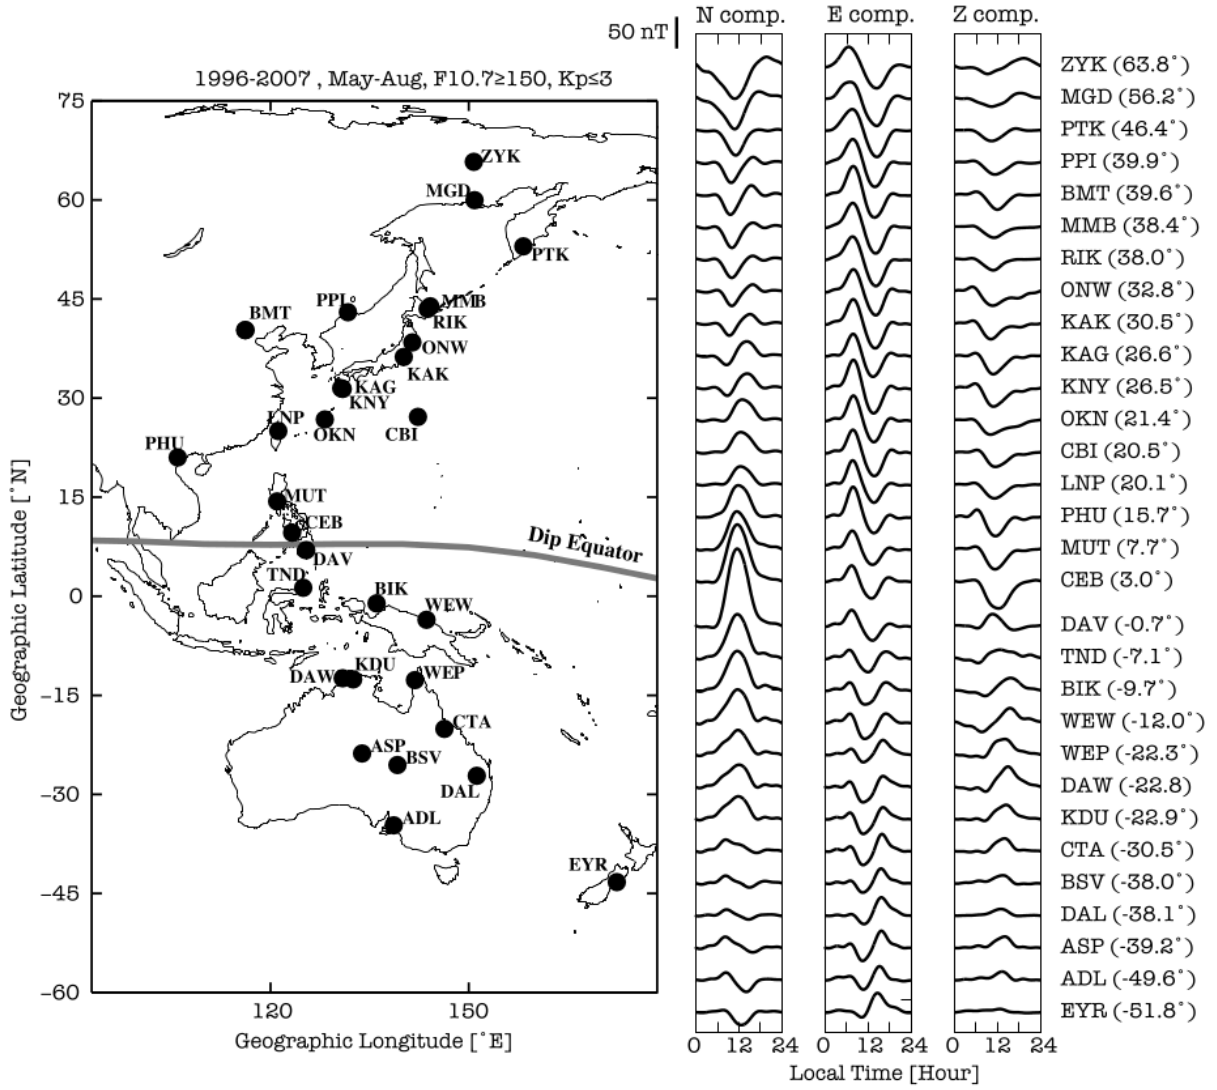 N comp. E comp. Z comp.
50 nT
1996-2007 , May-Aug, F10.7≥150, Kp≤3
75
60
45
30
15
0
−15
−30
−45
−60
Geographic Latitude [°N]
120 150
Geographic Longitude [°E]
ZYK
MGD
PTK
PPI
MMB
BMT
RIK
ONW
KAK
KAG
KNY
LNP
OKN
CBI
PHU
MUT
CEB
Dip Equator
DAV
TND
BIK
WEW
KDU
DAW
WEP
CTA
ASP
BSV
DAL
ADL
EYR
ZYK (63.8°)
MGD (56.2°)
PTK (46.4°)
PPI (39.9°)
BMT (39.6°)
MMB (38.4°)
RIK (38.0°)
ONW (32.8°)
KAK (30.5°)
KAG (26.6°)
KNY (26.5°)
OKN (21.4°)
CBI (20.5°)
LNP (20.1°)
PHU (15.7°)
MUT (7.7°)
CEB (3.0°)
DAV (-0.7°)
TND (-7.1°)
BIK (-9.7°)
WEW (-12.0°)
WEP (-22.3°)
DAW (-22.8)
KDU (-22.9°)
CTA (-30.5°)
BSV (-38.0°)
DAL (-38.1°)
ASP (-39.2°)
ADL (-49.6°)
EYR (-51.8°)
0 12 24 0 12 24 0 12 24
Local Time [Hour]